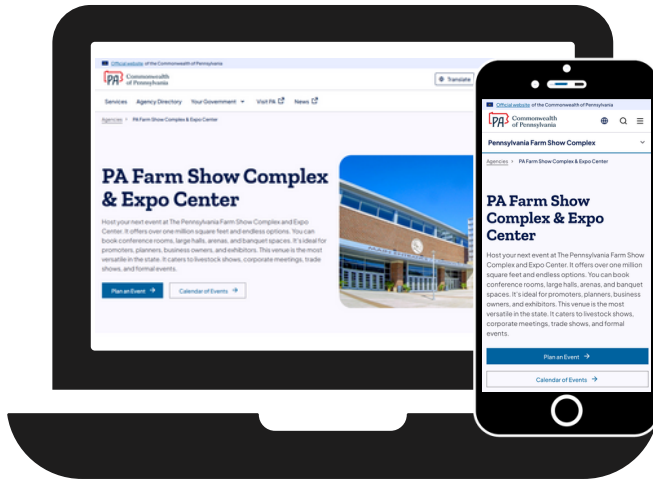 Official website of the Commonwealth of Pennsylvania
PA Commonwealth
of Pennsylvania
Translate
Services Agency Directory Your Government Visit PA News
Agencies > PA Farm Show Complex & Expo Center
PA Farm Show Complex
& Expo Center
Host your next event at The Pennsylvania Farm Show Complex and Expo
Center. It offers over one million square feet and endless options. You can
book conference rooms, large halls, arenas, and banquet spaces. It's ideal for
promoters, planners, business owners, and exhibitors. This venue is the most
versatile in the state. It caters to livestock shows, corporate meetings, trade
shows, and formal events.
Plan an Event → Calendar of Events →
Official website of the Commonwealth of Pennsylvania
PA Commonwealth
of Pennsylvania
Pennsylvania Farm Show Complex
Agencies > PA Farm Show Complex & Expo Center
PA Farm Show
Complex & Expo
Center
Host your next event at The Pennsylvania Farm Show
Complex and Expo Center. It offers over one million
square feet and endless options. You can book
conference rooms, large halls, arenas, and banquet
spaces. It's ideal for promoters, planners, business
owners, and exhibitors. This venue is the most
versatile in the state. It caters to livestock shows,
corporate meetings, trade shows, and formal
events.
Plan an Event →
Calendar of Events →